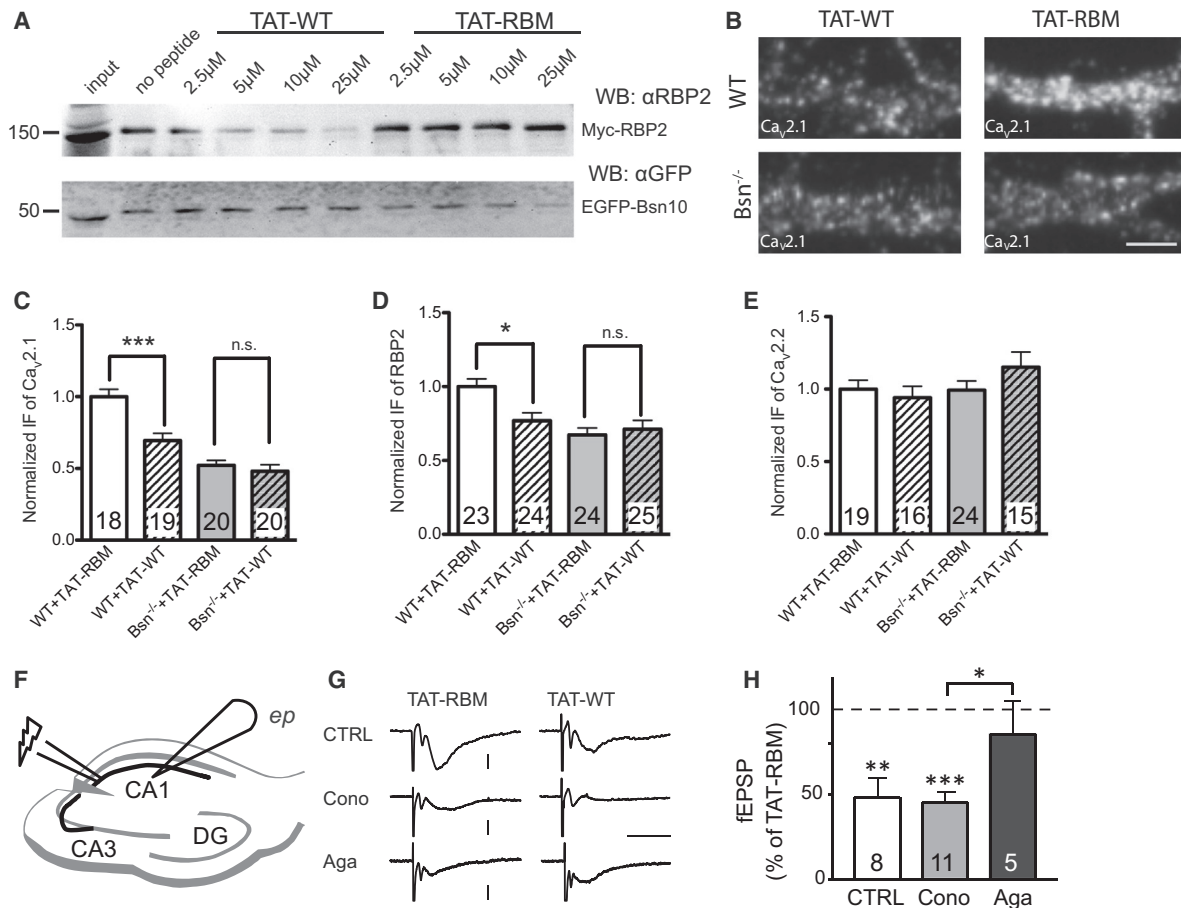 A
TAT-WT
TAT-RBM
input
no peptide
2.5µM
5µM
10µM
25µM
2.5µM
5µM
10µM
25µM
WB: αRBP2
150
Myc-RBP2
WB: αGFP
50
EGFP-Bsn10
B
TAT-WT
TAT-RBM
WT
CaV2.1
CaV2.1
Bsn-/-
CaV2.1
CaV2.1
C
Normalized IF of CaV2.1
1.5
1.0
0.5
0.0
***
n.s.
18
19
20
20
WT+TAT-RBM
WT+TAT-WT
Bsn-/-+TAT-RBM
Bsn-/-+TAT-WT
D
Normalized IF of RBP2
1.5
1.0
0.5
0.0
*
n.s.
23
24
24
25
WT+TAT-RBM
WT+TAT-WT
Bsn-/-+TAT-RBM
Bsn-/-+TAT-WT
E
Normalized IF of CaV2.2
1.5
1.0
0.5
0.0
19
16
24
15
WT+TAT-RBM
WT+TAT-WT
Bsn-/-+TAT-RBM
Bsn-/-+TAT-WT
F
ep
CA1
CA3
DG
G
TAT-RBM
TAT-WT
CTRL
Cono
Aga
H
fEPSP
(% of TAT-RBM)
100
50
0
**
***
*
8
11
5
CTRL
Cono
Aga